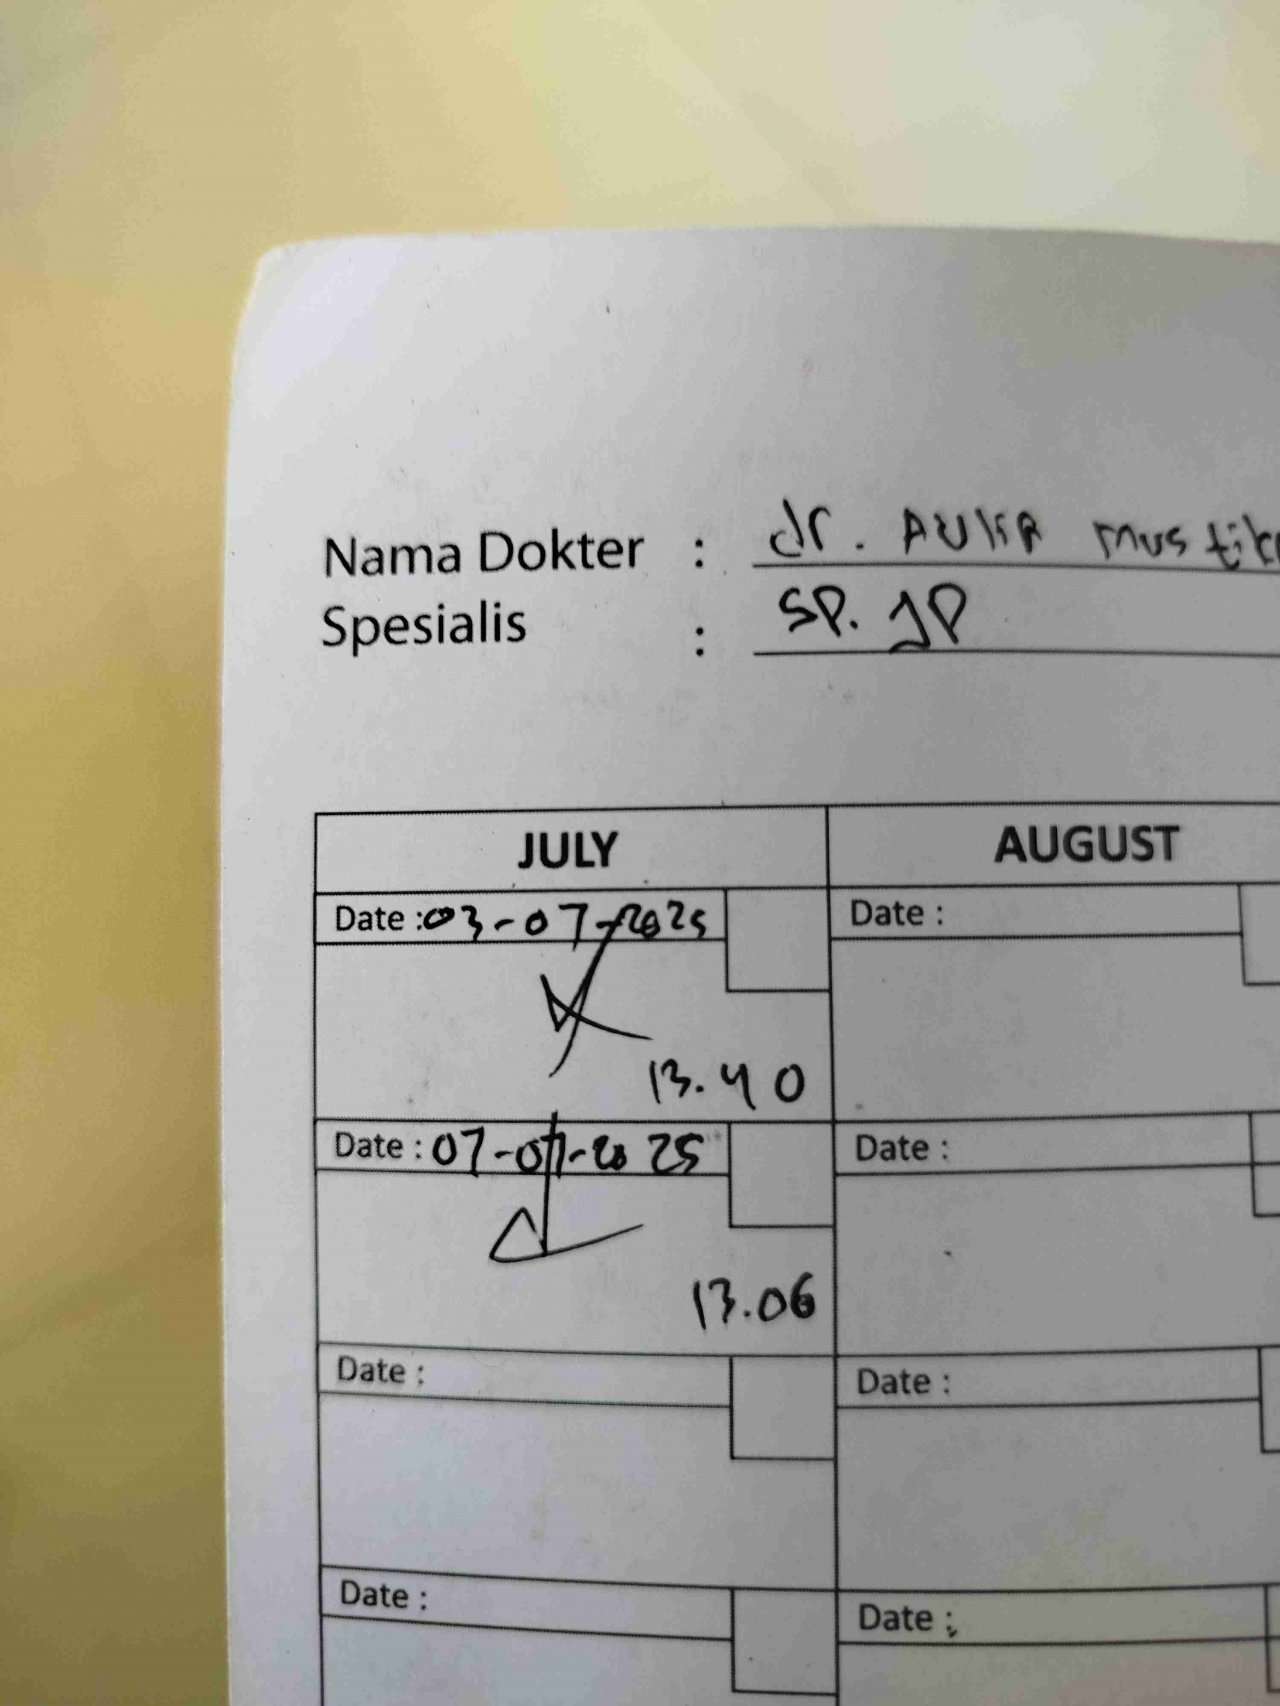 Nama Dokter : dr. AULIA Mustika
Spesialis : SP. JP
JULY AUGUST
Date : 03-07-2025 Date :
13.40
Date : 07-07-2025 Date :
13.06
Date : Date :
Date : Date :